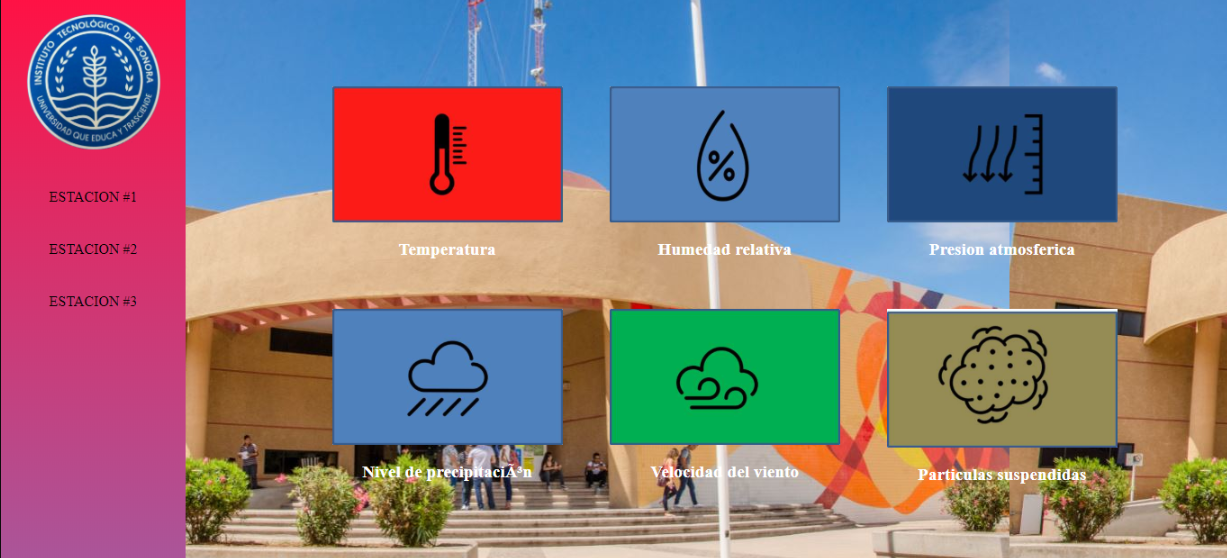 INSTITUTO TECNOLÓGICO DE SONORA
UNIVERSIDAD QUE EDUCA Y TRASCIENDE
ESTACION #1
ESTACION #2
ESTACION #3
%
Temperatura
Humedad relativa
Presion atmosferica
Nivel de precipitaciÃ³n
Velocidad del viento
Particulas suspendidas